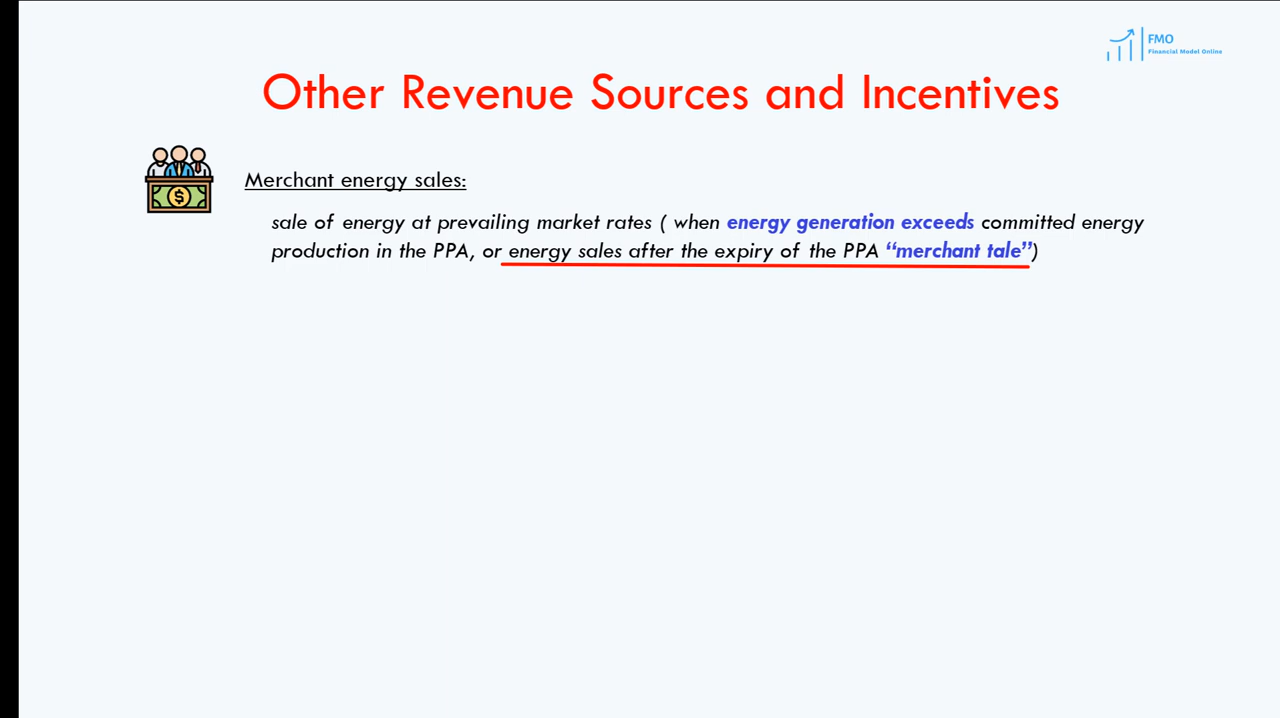 FMO
Financial Model Online
Other Revenue Sources and Incentives
Merchant energy sales:
sale of energy at prevailing market rates ( when energy generation exceeds committed energy
production in the PPA, or energy sales after the expiry of the PPA “merchant tale”)
$